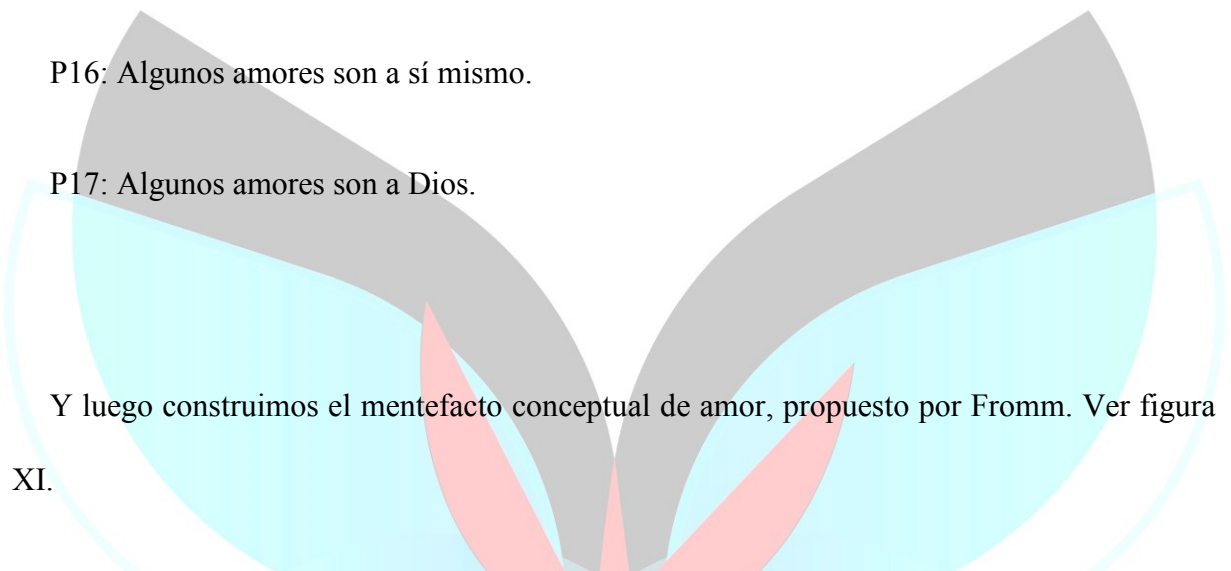 P16: Algunos amores son a sí mismo.
P17: Algunos amores son a Dios.
Y luego construimos el mentefacto conceptual de amor, propuesto por Fromm. Ver figura
XI.